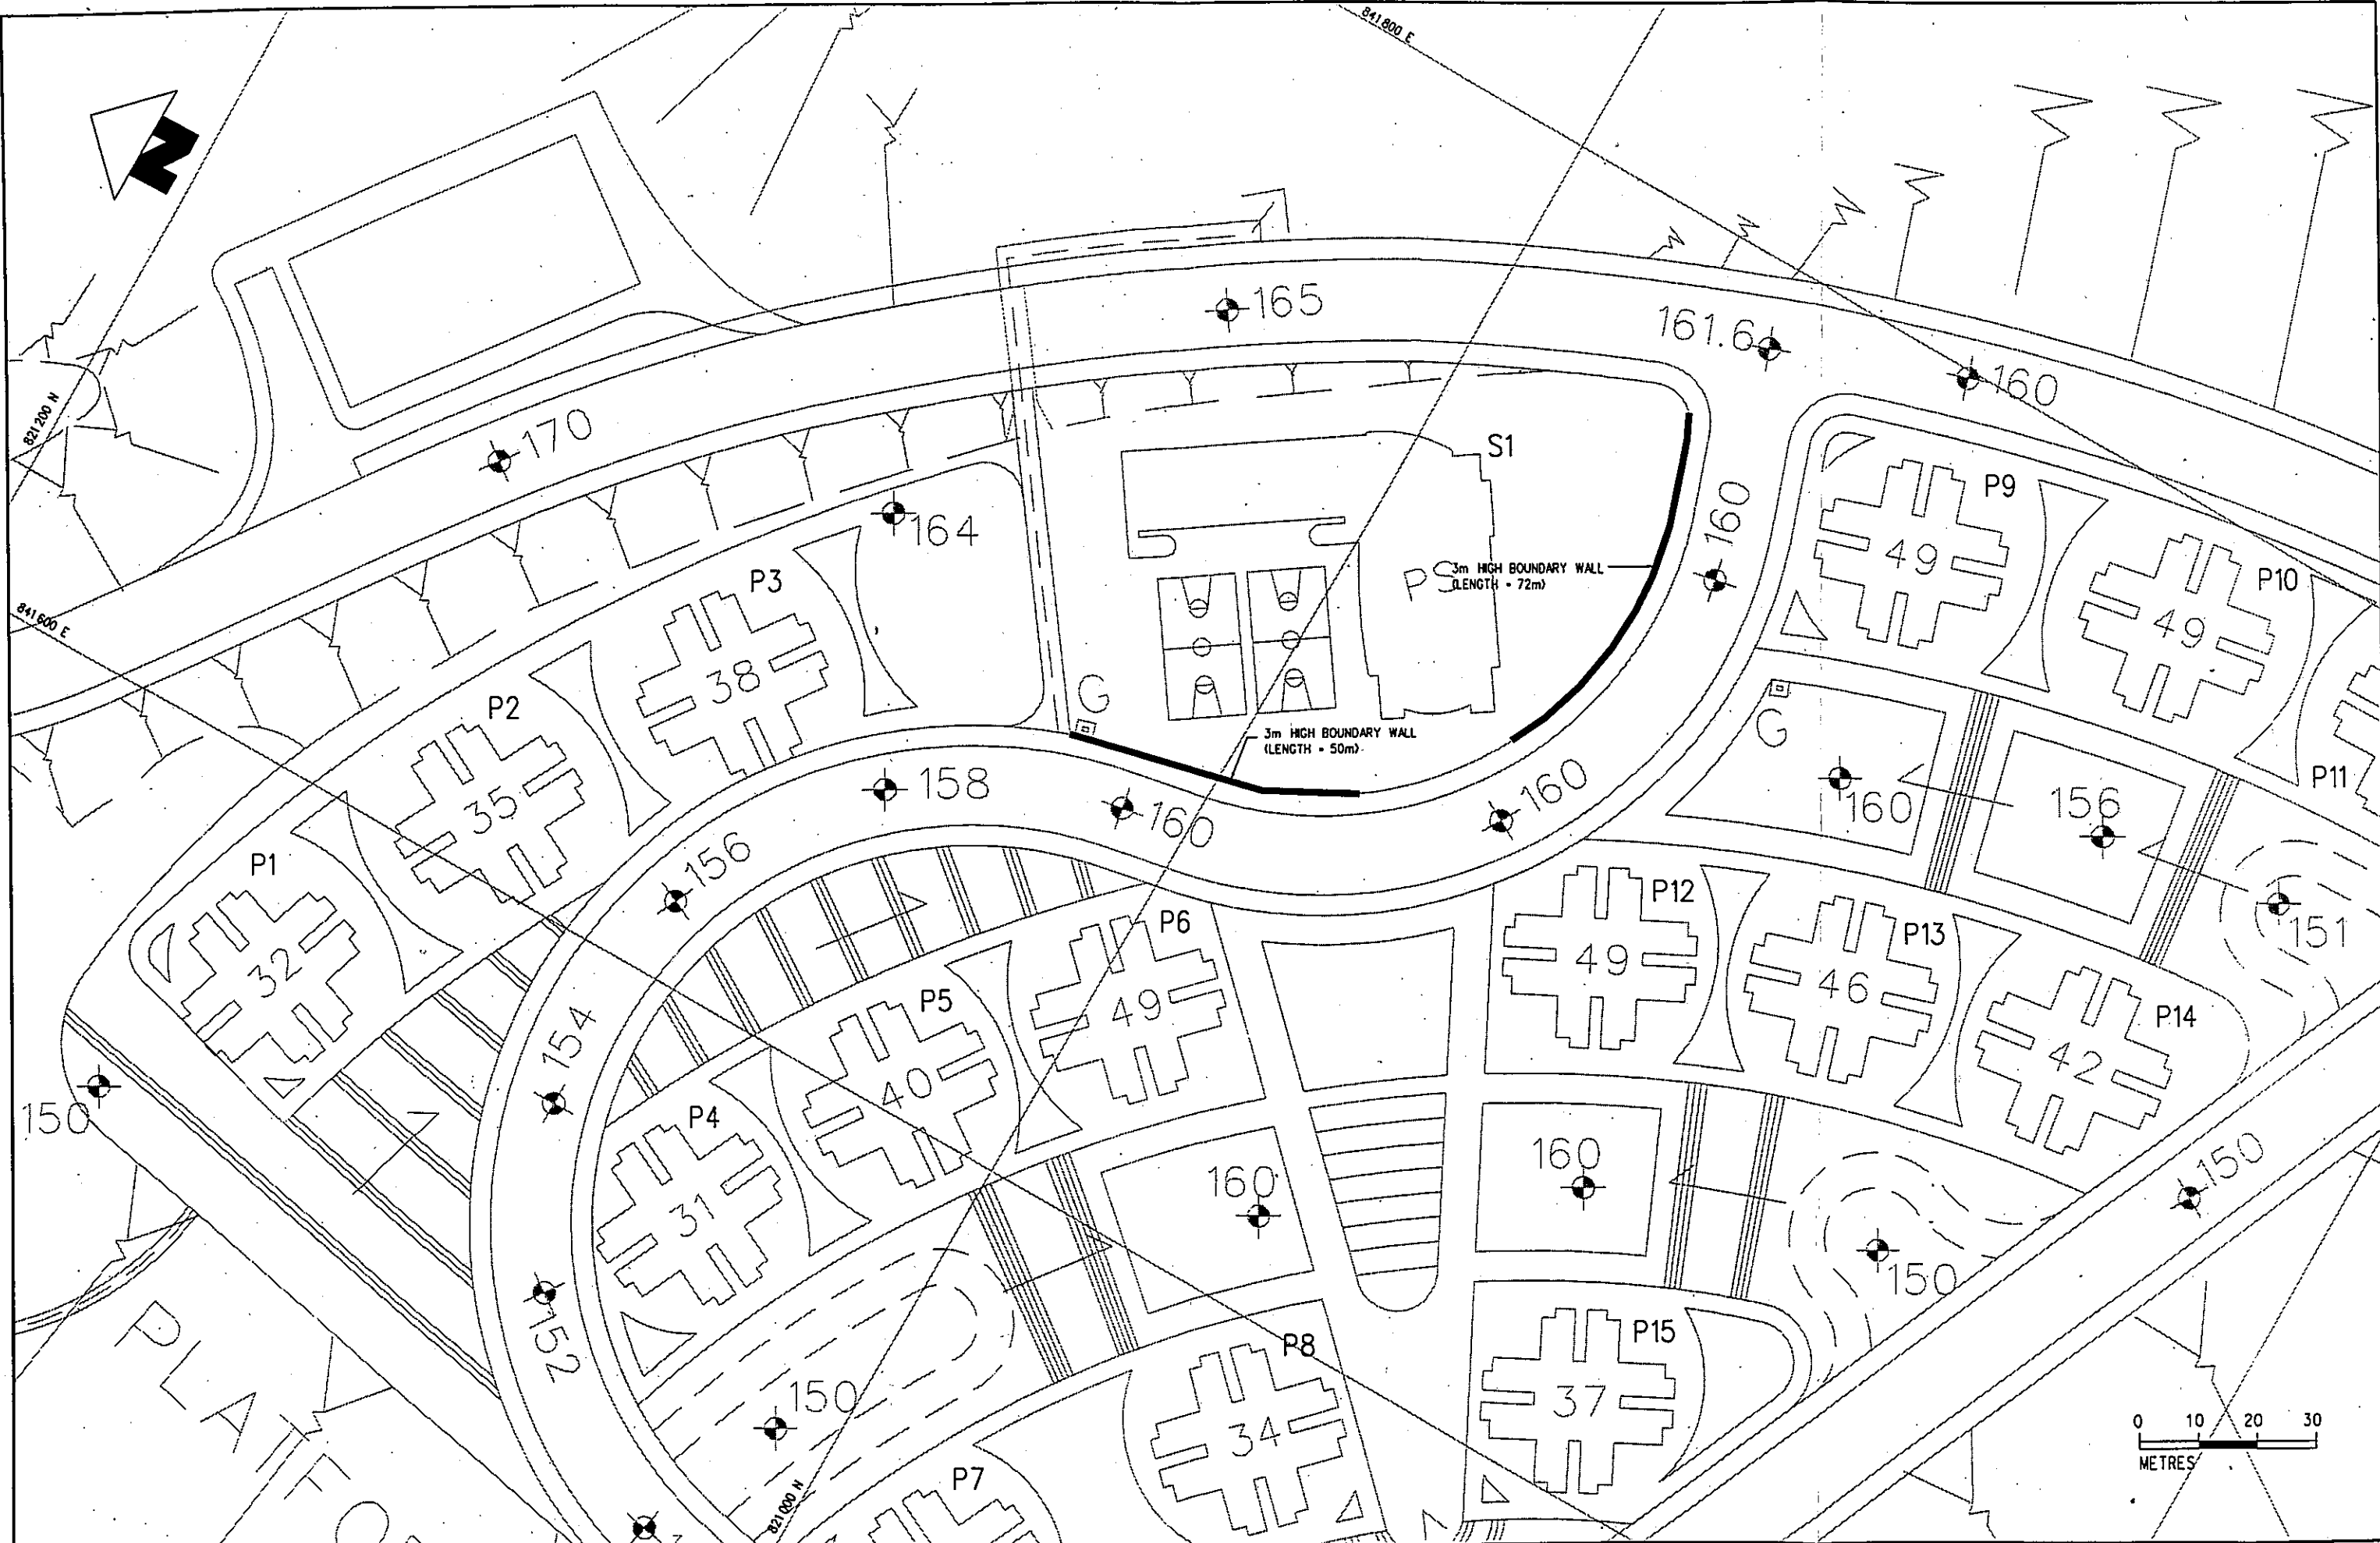 841800 E
N
165
161.6
160
821200 N
170
S1
P9
164
160
49
P3
3m HIGH BOUNDARY WALL
(LENGTH = 72m)
PS
P10
841600 E
49
38
G
P2
G
3m HIGH BOUNDARY WALL
(LENGTH = 50m)
P11
158
160
160
160
156
35
156
P1
P12
151
P6
P13
32
49
P5
46
P14
49
154
42
40
P4
150
31
160
160
150
152
150
P15
P8
PLATFO
37
150
34
0 10 20 30
METRES
P7
821000 N